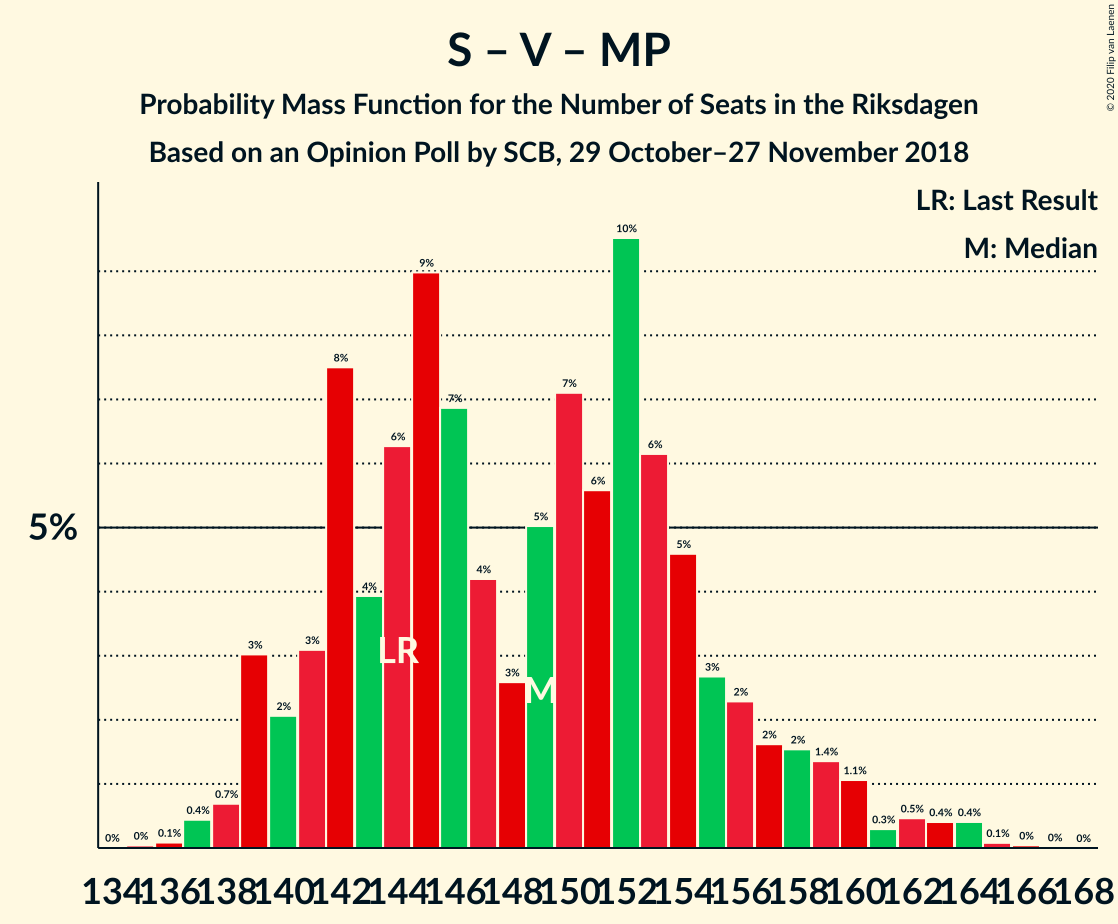 © 2020 Filip van Laenen
S – V – MP
Probability Mass Function for the Number of Seats in the Riksdagen
Based on an Opinion Poll by SCB, 29 October–27 November 2018
LR: Last Result
M: Median
5%
0% 0% 0.1% 0.4% 0.7% 3% 2% 3% 8% 4% 6% 9% 7% 4% 3% 5% 7% 6% 10% 6% 5% 3% 2% 2% 2% 1.4% 1.1% 0.3% 0.5% 0.4% 0.4% 0.1% 0% 0% 0%
LR
M
134 136 138 140 142 144 146 148 150 152 154 156 158 160 162 164 166 168